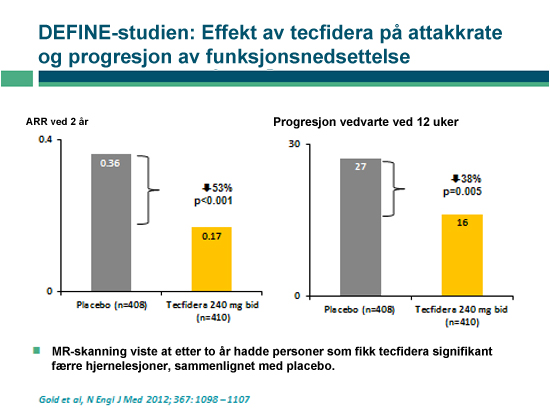 DEFINE-studien: Effekt av tecfidera på attakkrate
og progresjon av funksjonsnedsettelse
ARR ved 2 år
0.4
0.36
53%
p<0.001
0.17
0
Placebo (n=408)
Tecfidera 240 mg bid
(n=410)
Progresjon vedvarte ved 12 uker
30
27
38%
p=0.005
16
0
Placebo (n=408)
Tecfidera 240 mg bid
(n=410)
MR-skanning viste at etter to år hadde personer som fikk tecfidera signifikant
færre hjernelesjoner, sammenlignet med placebo.
Gold et al, N Engl J Med 2012; 367: 1098 – 1107